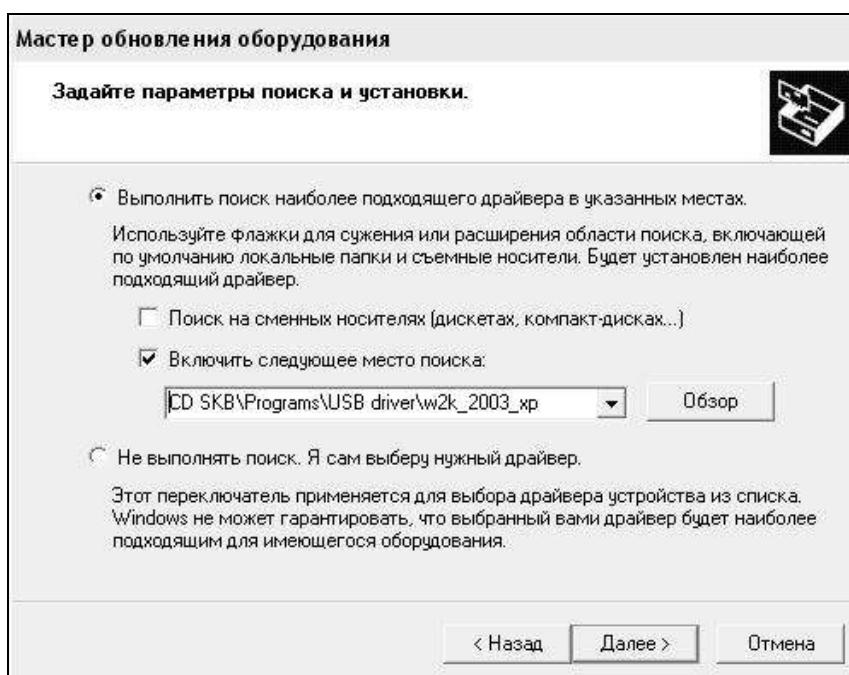 Мастер обновления оборудования
Задайте параметры поиска и установки.
Выполнить поиск наиболее подходящего драйвера в указанных местах.
Используйте флажки для сужения или расширения области поиска, включающей
по умолчанию локальные папки и съемные носители. Будет установлен наиболее
подходящий драйвер.
Поиск на сменных носителях (дискетах, компакт-дисках...)
Включить следующее место поиска:
CD SKB\Programs\USB driver\w2k_2003_xp
Обзор
Не выполнять поиск. Я сам выберу нужный драйвер.
Этот переключатель применяется для выбора драйвера устройства из списка.
Windows не может гарантировать, что выбранный вами драйвер будет наиболее
подходящим для имеющегося оборудования.
< Назад Далее > Отмена